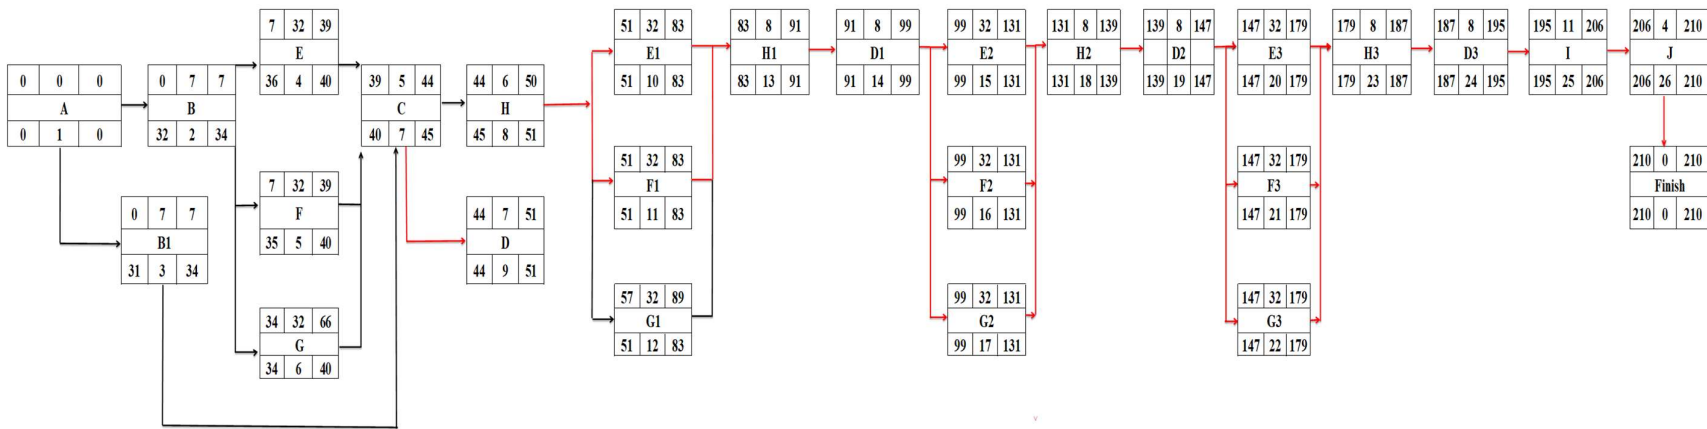 0 0 0
A
0 1 0
0 7 7
B
32 2 34
0 7 7
B1
31 3 34
7 32 39
E
36 4 40
7 32 39
F
35 5 40
34 32 66
G
34 6 40
39 5 44
C
40 7 45
44 6 50
H
45 8 51
44 7 51
D
44 9 51
51 32 83
E1
51 10 83
51 32 83
F1
51 11 83
57 32 89
G1
51 12 83
83 8 91
H1
83 13 91
91 8 99
D1
91 14 99
99 32 131
E2
99 15 131
99 32 131
F2
99 16 131
99 32 131
G2
99 17 131
131 8 139
H2
131 18 139
139 8 147
D2
139 19 147
147 32 179
E3
147 20 179
147 32 179
F3
147 21 179
147 32 179
G3
147 22 179
179 8 187
H3
179 23 187
187 8 195
D3
187 24 195
195 11 206
I
195 25 206
206 4 210
J
206 26 210
210 0 210
Finish
210 0 210